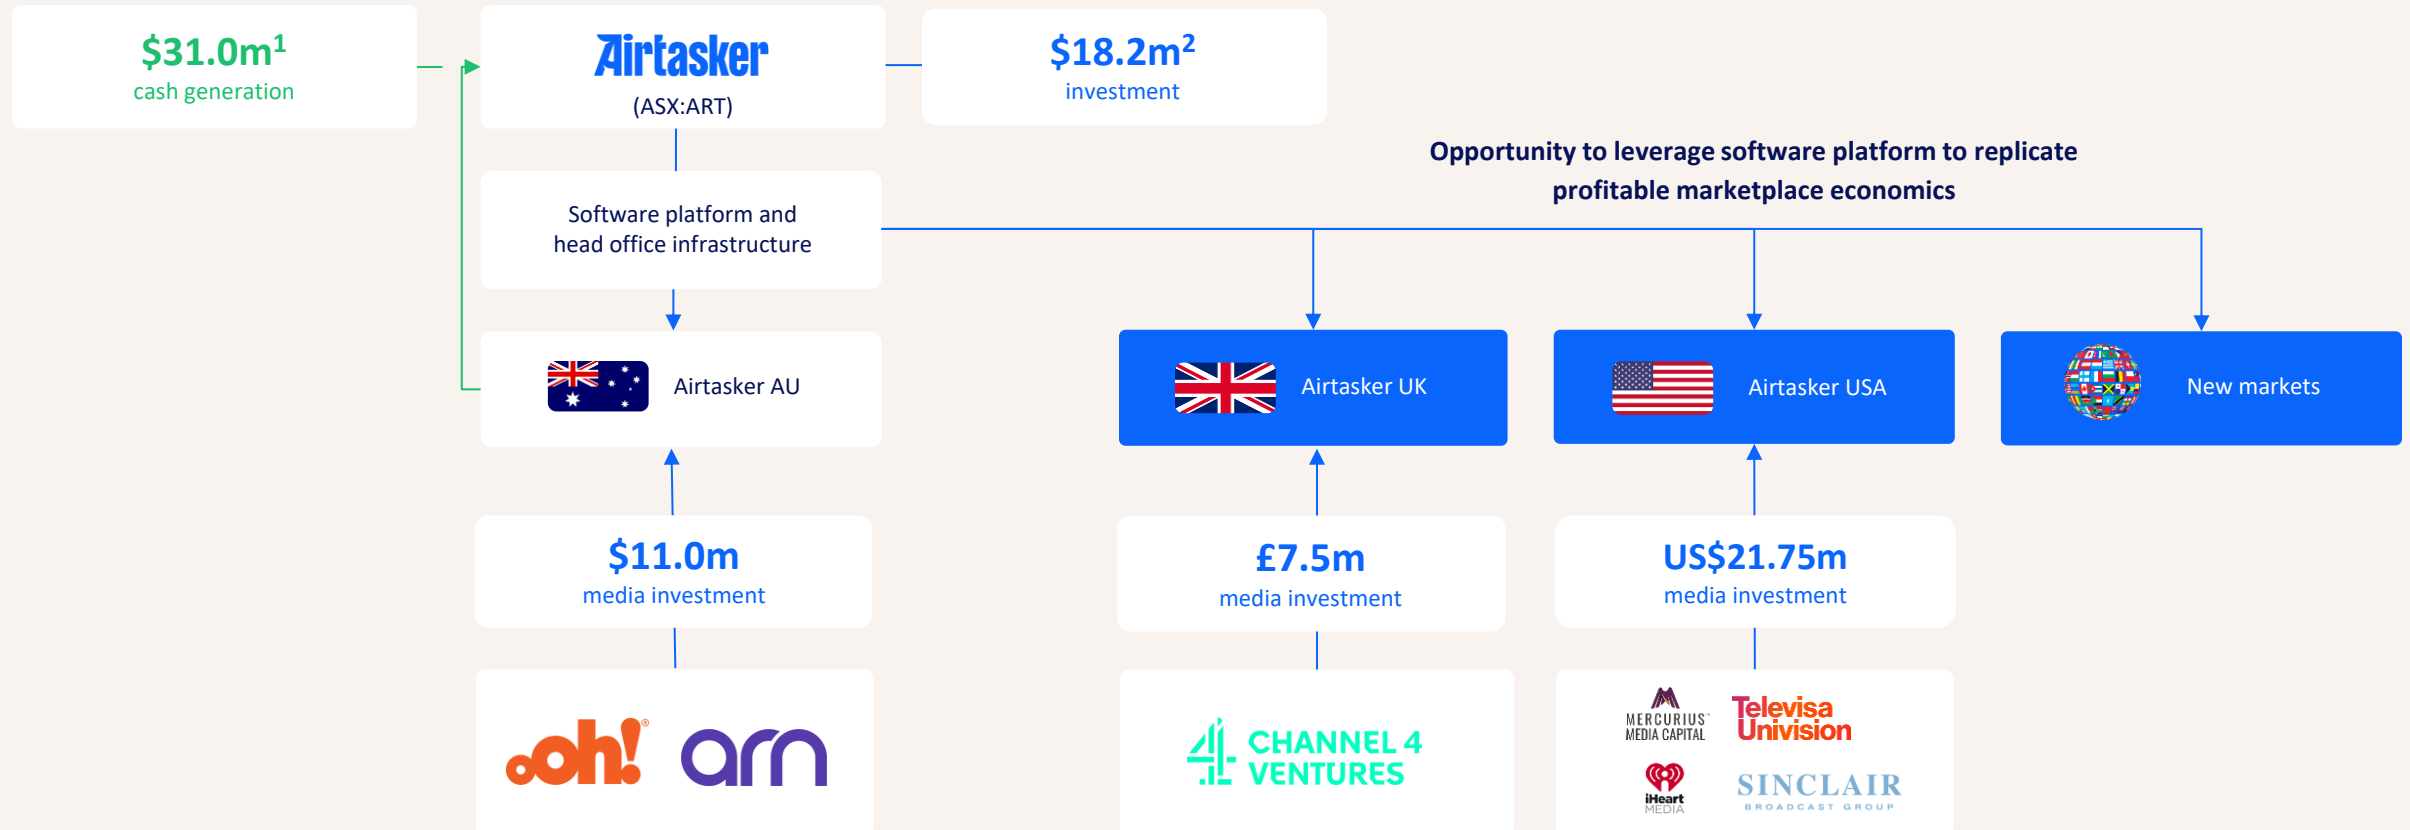 $31.0m1
cash generation
Airtasker
(ASX:ART)
$18.2m2
investment
Opportunity to leverage software platform to replicate
profitable marketplace economics
Software platform and
head office infrastructure
Airtasker AU
Airtasker UK
Airtasker USA
New markets
$11.0m
media investment
£7.5m
media investment
US$21.75m
media investment
oh!®
arn
4
CHANNEL 4
VENTURES
MERCURIUS™
MEDIA CAPITAL
Televisa
Univision
iHeart
MEDIA
SINCLAIR
BROADCAST GROUP